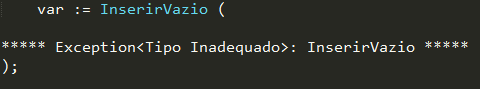 var := InserirVazio (
***** Exception<Tipo Inadequado>: InserirVazio *****
);